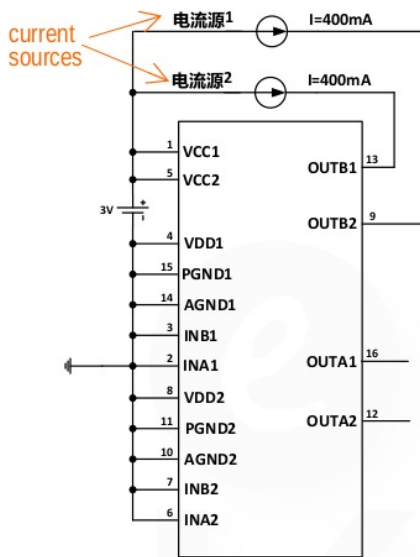 电流源1 I=400mA
current
sources
电流源2 I=400mA
1 VCC1
5 VCC2
OUTB1 13
3V + -
OUTB2 9
4 VDD1
15 PGND1
14 AGND1
3 INB1
2 INA1
OUTA1 16
8 VDD2
11 PGND2
OUTA2 12
10 AGND2
7 INB2
6 INA2